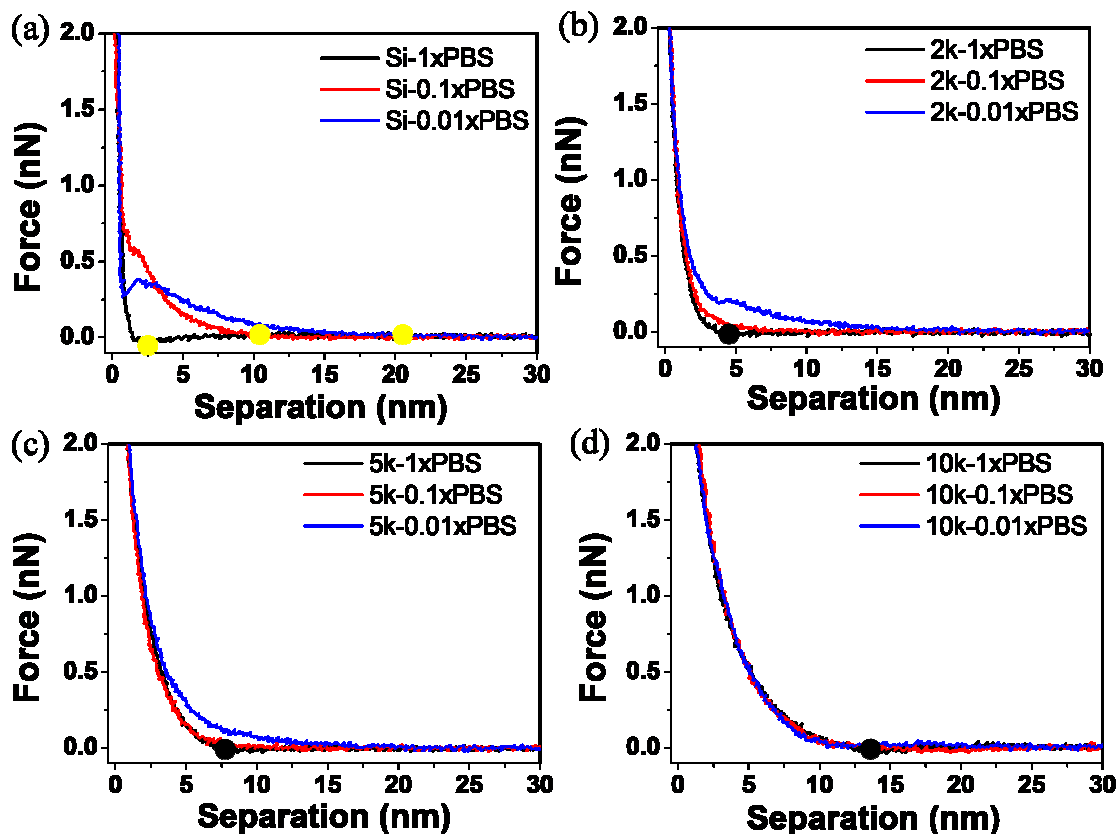 (a)
2.0
1.5
1.0
0.5
0.0
Force (nN)
Si-1xPBS
Si-0.1xPBS
Si-0.01xPBS
0 5 10 15 20 25 30
Separation (nm)
(b)
2.0
1.5
1.0
0.5
0.0
Force (nN)
2k-1xPBS
2k-0.1xPBS
2k-0.01xPBS
0 5 10 15 20 25 30
Separation (nm)
(c)
2.0
1.5
1.0
0.5
0.0
Force (nN)
5k-1xPBS
5k-0.1xPBS
5k-0.01xPBS
0 5 10 15 20 25 30
Separation (nm)
(d)
2.0
1.5
1.0
0.5
0.0
Force (nN)
10k-1xPBS
10k-0.1xPBS
10k-0.01xPBS
0 5 10 15 20 25 30
Separation (nm)